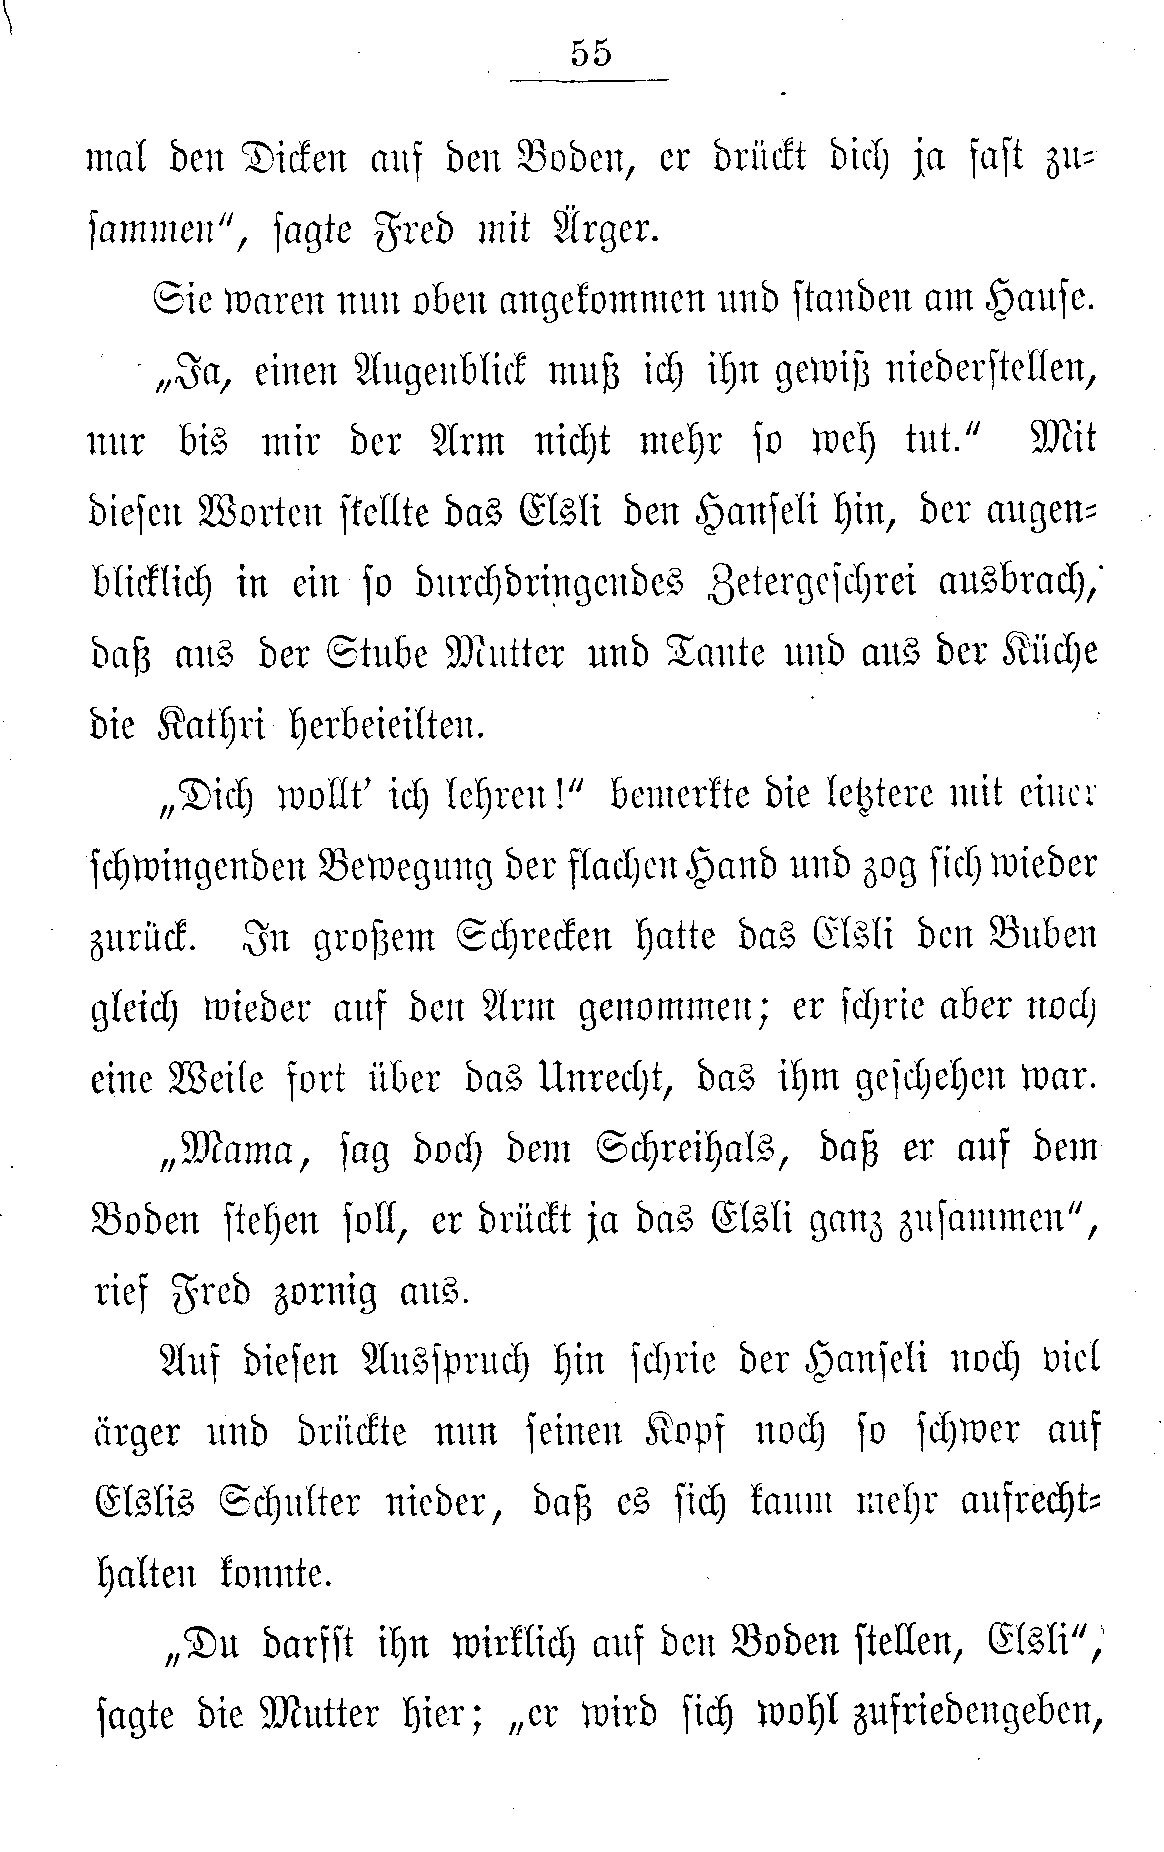 55
mal den Dicken auf den Boden, er drückt dich ja fast zu⸗
sammen“, sagte Fred mit Ärger.
Sie waren nun oben angekommen und standen am Hause.
„Ja, einen Augenblick muß ich ihn gewiß niederstellen,
nur bis mir der Arm nicht mehr so weh tut.“ Mit
diesen Worten stellte das Elsli den Hanseli hin, der augen⸗
blicklich in ein so durchdringendes Zetergeschrei ausbrach,
daß aus der Stube Mutter und Tante und aus der Küche
die Kathri herbeieilten.
„Dich wollt’ ich lehren!“ bemerkte die letztere mit einer
schwingenden Bewegung der flachen Hand und zog sich wieder
zurück. In großem Schrecken hatte das Elsli den Buben
gleich wieder auf den Arm genommen; er schrie aber noch
eine Weile fort über das Unrecht, das ihm geschehen war.
„Mama, sag doch dem Schreihals, daß er auf dem
Boden stehen soll, er drückt ja das Elsli ganz zusammen“,
rief Fred zornig aus.
Auf diesen Ausspruch hin schrie der Hanseli noch viel
ärger und drückte nun seinen Kopf noch so schwer auf
Elslis Schulter nieder, daß es sich kaum mehr aufrecht⸗
halten konnte.
„Du darfst ihn wirklich auf den Boden stellen, Elsli“,
sagte die Mutter hier; „er wird sich wohl zufriedengeben,